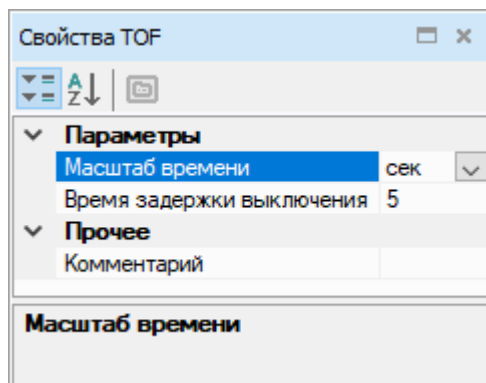 Свойства TOF
Параметры
Масштаб времени сек
Время задержки выключения 5
Прочее
Комментарий
Масштаб времени